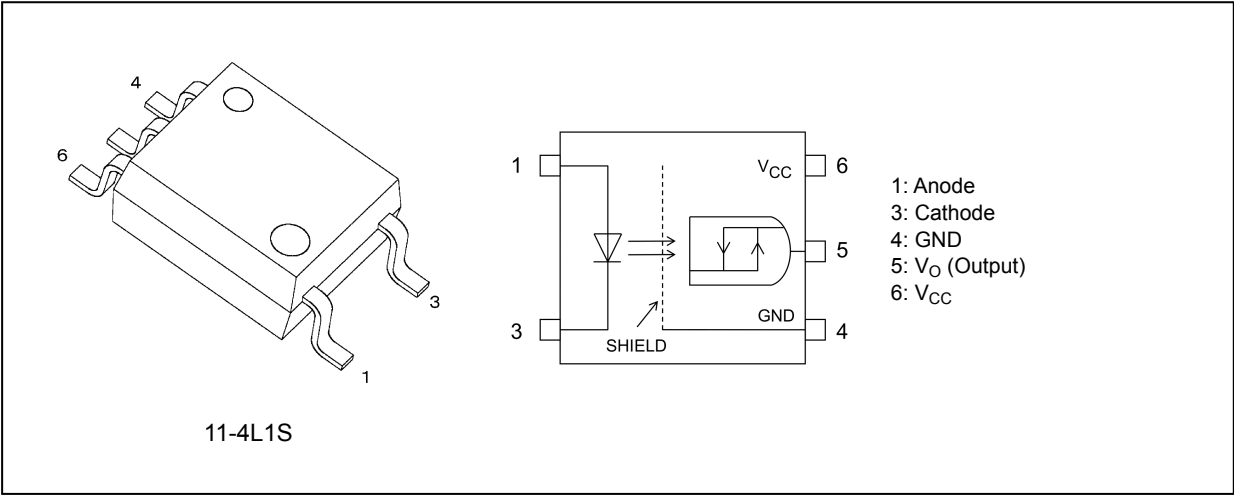 4
6
3
1
11-4L1S
1
3
SHIELD
VCC
GND
6
5
4
1: Anode
3: Cathode
4: GND
5: VO (Output)
6: VCC